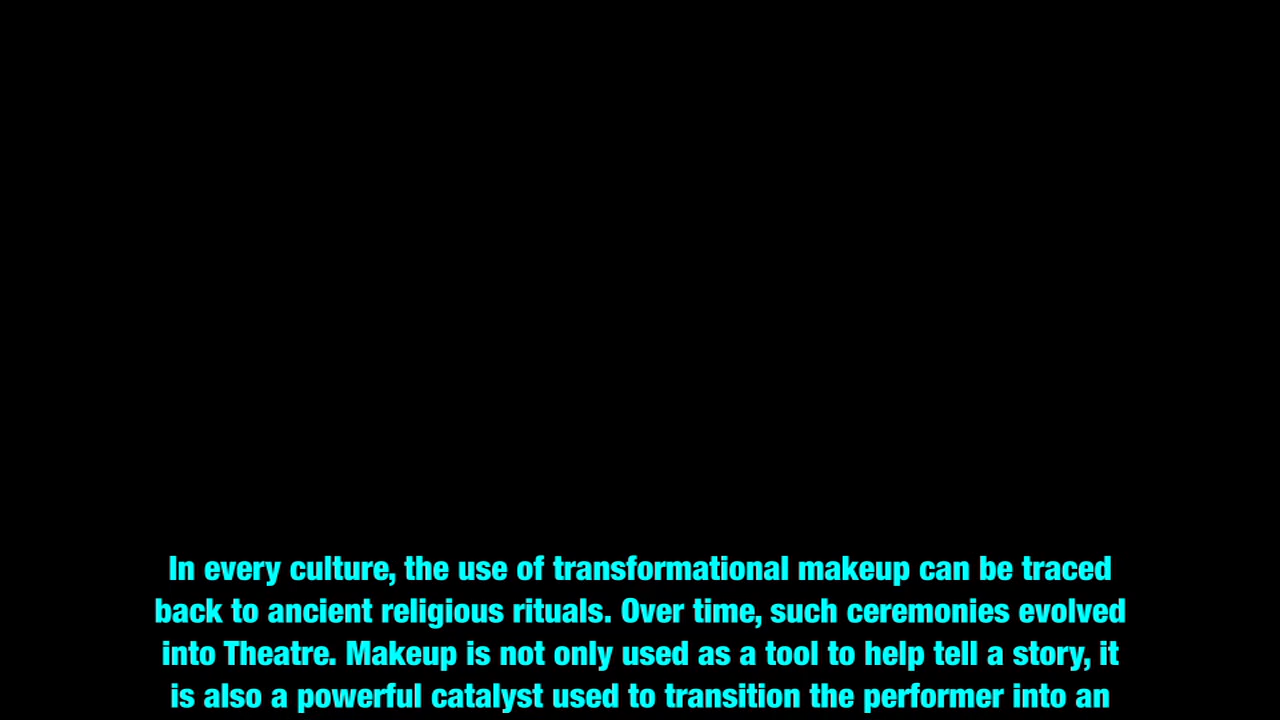 In every culture, the use of transformational makeup can be traced
back to ancient religious rituals. Over time, such ceremonies evolved
into Theatre. Makeup is not only used as a tool to help tell a story, it
is also a powerful catalyst used to transition the performer into an